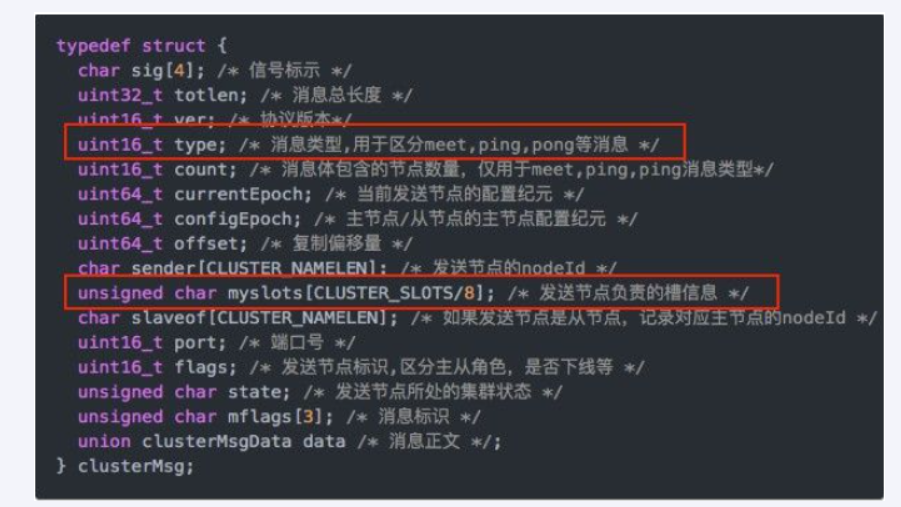 typedef struct {
char sig[4]; /* 信号标示 */
uint32_t totlen; /* 消息总长度 */
uint16_t ver; /* 协议版本*/
uint16_t type; /* 消息类型,用于区分meet,ping,pong等消息 */
uint16_t count; /* 消息体包含的节点数量，仅用于meet,ping,ping消息类型*/
uint64_t currentEpoch; /* 当前发送节点的配置纪元 */
uint64_t configEpoch; /* 主节点/从节点的主节点配置纪元 */
uint64_t offset; /* 复制偏移量 */
char sender[CLUSTER_NAMELEN]; /* 发送节点的nodeId */
unsigned char myslots[CLUSTER_SLOTS/8]; /* 发送节点负责的槽信息 */
char slaveof[CLUSTER_NAMELEN]; /* 如果发送节点是从节点，记录对应主节点的nodeId */
uint16_t port; /* 端口号 */
uint16_t flags; /* 发送节点标识,区分主从角色，是否下线等 */
unsigned char state; /* 发送节点所处的集群状态 */
unsigned char mflags[3]; /* 消息标识 */
union clusterMsgData data /* 消息正文 */;
} clusterMsg;